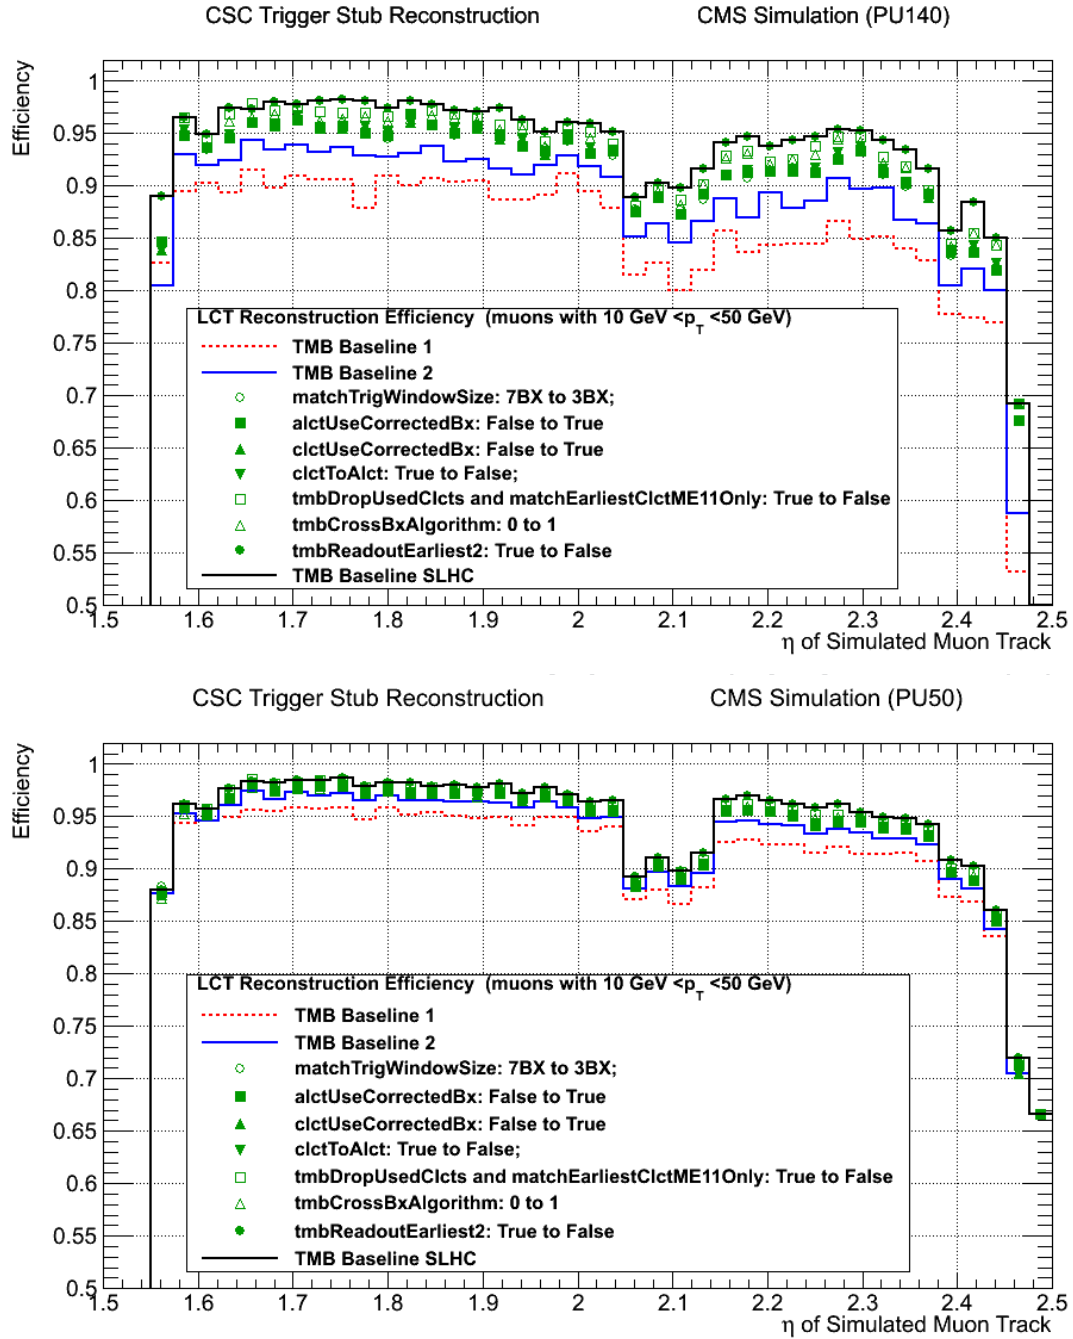 CSC Trigger Stub Reconstruction CMS Simulation (PU140)
Efficiency
1
0.95
0.9
0.85
0.8
0.75
0.7
0.65
0.6
0.55
0.5
LCT Reconstruction Efficiency (muons with 10 GeV <p_T <50 GeV)
TMB Baseline 1
TMB Baseline 2
matchTrigWindowSize: 7BX to 3BX;
alctUseCorrectedBx: False to True
clctUseCorrectedBx: False to True
clctToAlct: True to False;
tmbDropUsedClcts and matchEarliestClctME11Only: True to False
tmbCrossBxAlgorithm: 0 to 1
tmbReadoutEarliest2: True to False
TMB Baseline SLHC
1.5 1.6 1.7 1.8 1.9 2 2.1 2.2 2.3 2.4 2.5
η of Simulated Muon Track
CSC Trigger Stub Reconstruction CMS Simulation (PU50)
Efficiency
1
0.95
0.9
0.85
0.8
0.75
0.7
0.65
0.6
0.55
0.5
LCT Reconstruction Efficiency (muons with 10 GeV <p_T <50 GeV)
TMB Baseline 1
TMB Baseline 2
matchTrigWindowSize: 7BX to 3BX;
alctUseCorrectedBx: False to True
clctUseCorrectedBx: False to True
clctToAlct: True to False;
tmbDropUsedClcts and matchEarliestClctME11Only: True to False
tmbCrossBxAlgorithm: 0 to 1
tmbReadoutEarliest2: True to False
TMB Baseline SLHC
1.5 1.6 1.7 1.8 1.9 2 2.1 2.2 2.3 2.4 2.5
η of Simulated Muon Track